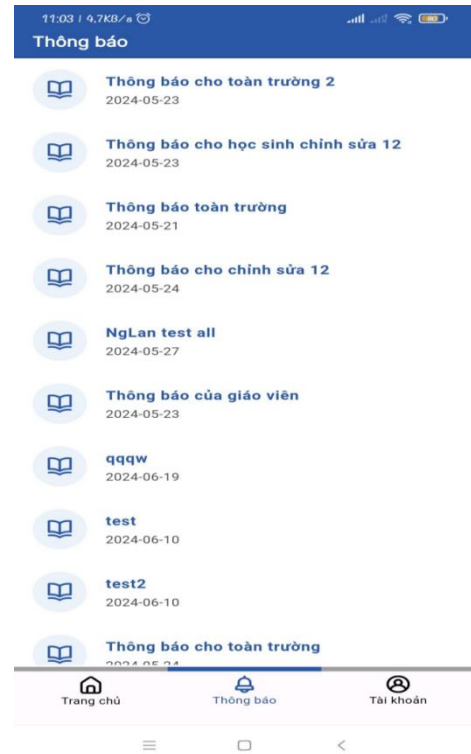 11:03 | 4,7KB/s
Thông báo
Thông báo cho toàn trường 2
2024-05-23
Thông báo cho học sinh chỉnh sửa 12
2024-05-23
Thông báo toàn trường
2024-05-21
Thông báo cho chỉnh sửa 12
2024-05-24
NgLan test all
2024-05-27
Thông báo của giáo viên
2024-05-23
qqqw
2024-06-19
test
2024-06-10
test2
2024-06-10
Thông báo cho toàn trường
2024-05-24
Trang chủ Thông báo Tài khoản